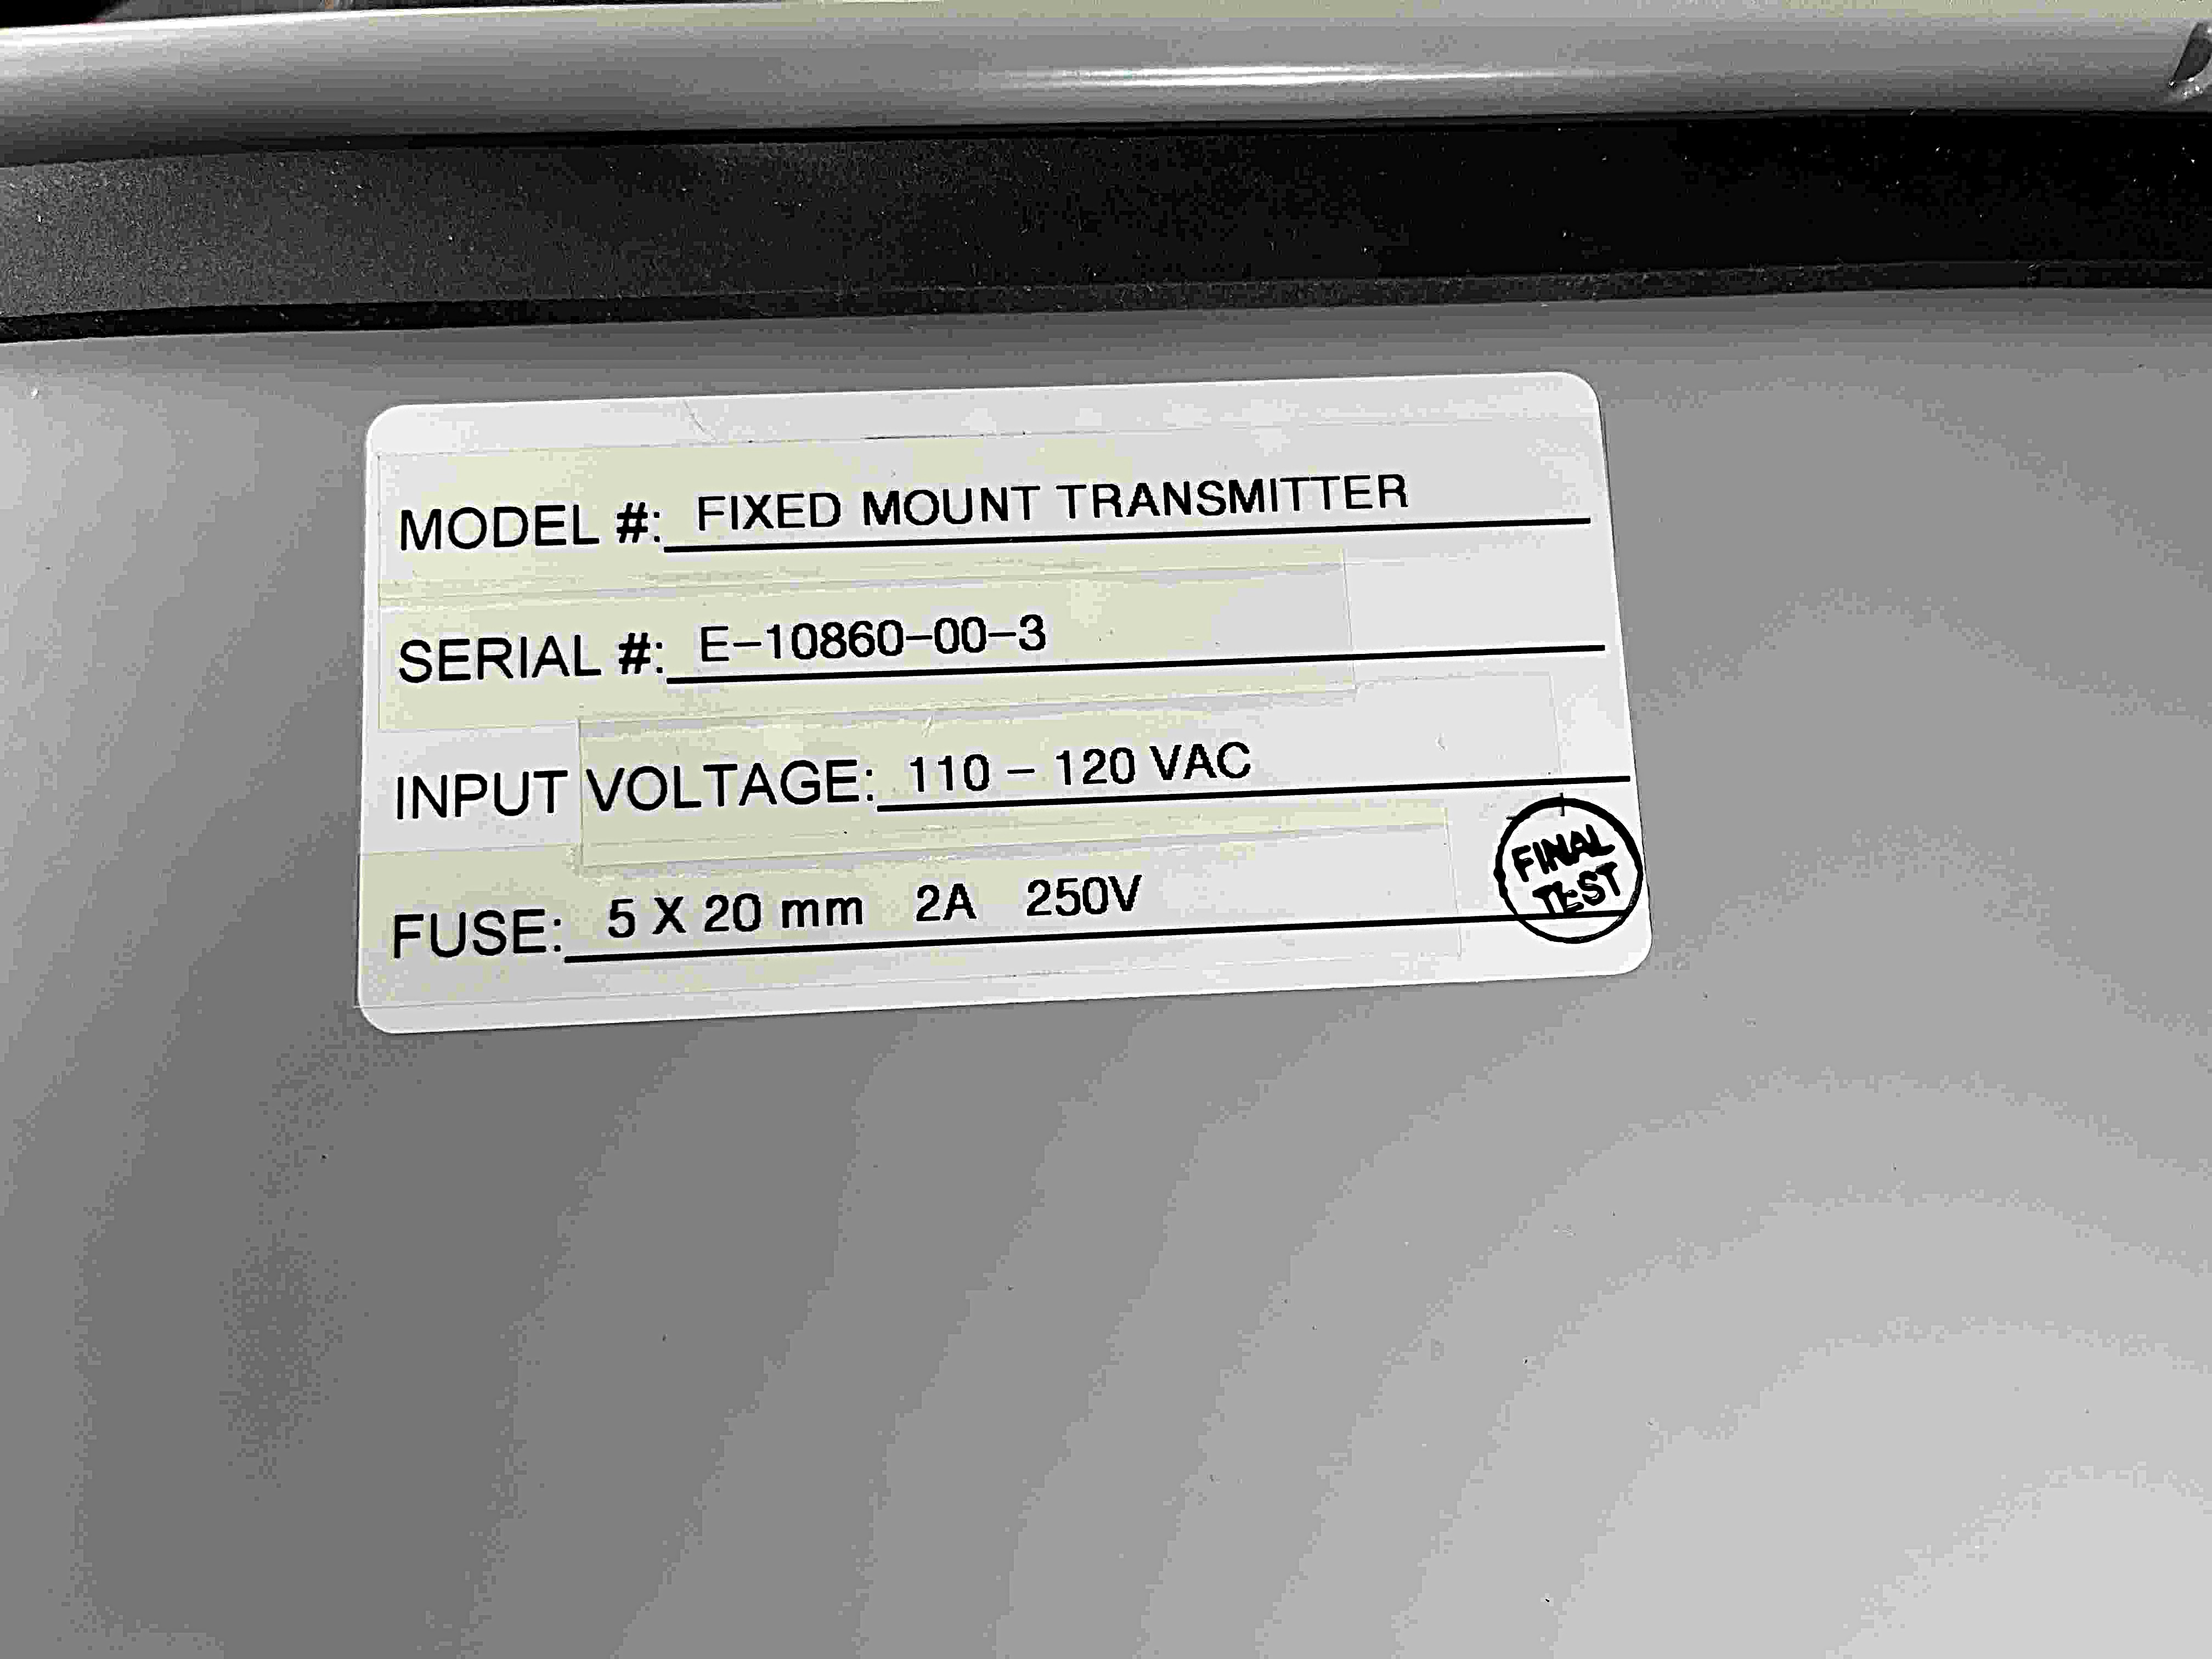 MODEL #: FIXED MOUNT TRANSMITTER
SERIAL #: E-10860-00-3
INPUT VOLTAGE: 110 - 120 VAC
FUSE: 5 X 20 mm 2A 250V
FINAL
TEST